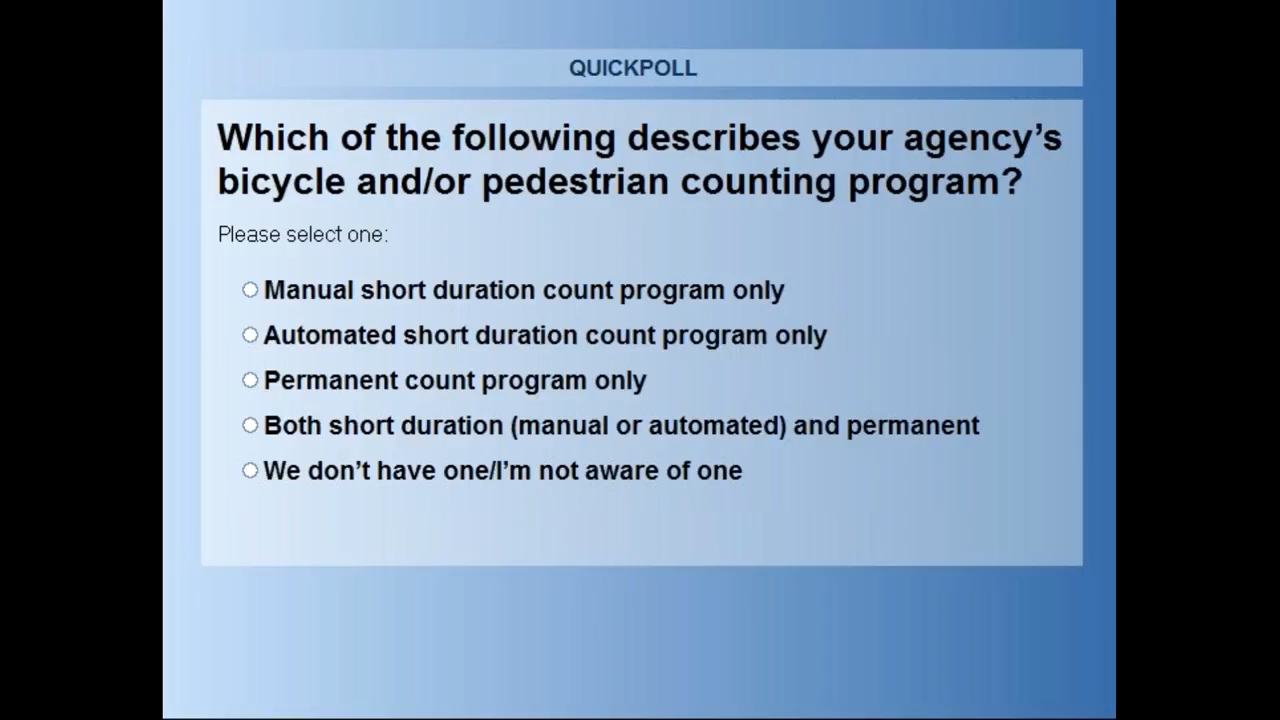 QUICKPOLL
Which of the following describes your agency’s
bicycle and/or pedestrian counting program?
Please select one:
Manual short duration count program only
Automated short duration count program only
Permanent count program only
Both short duration (manual or automated) and permanent
We don’t have one/I’m not aware of one